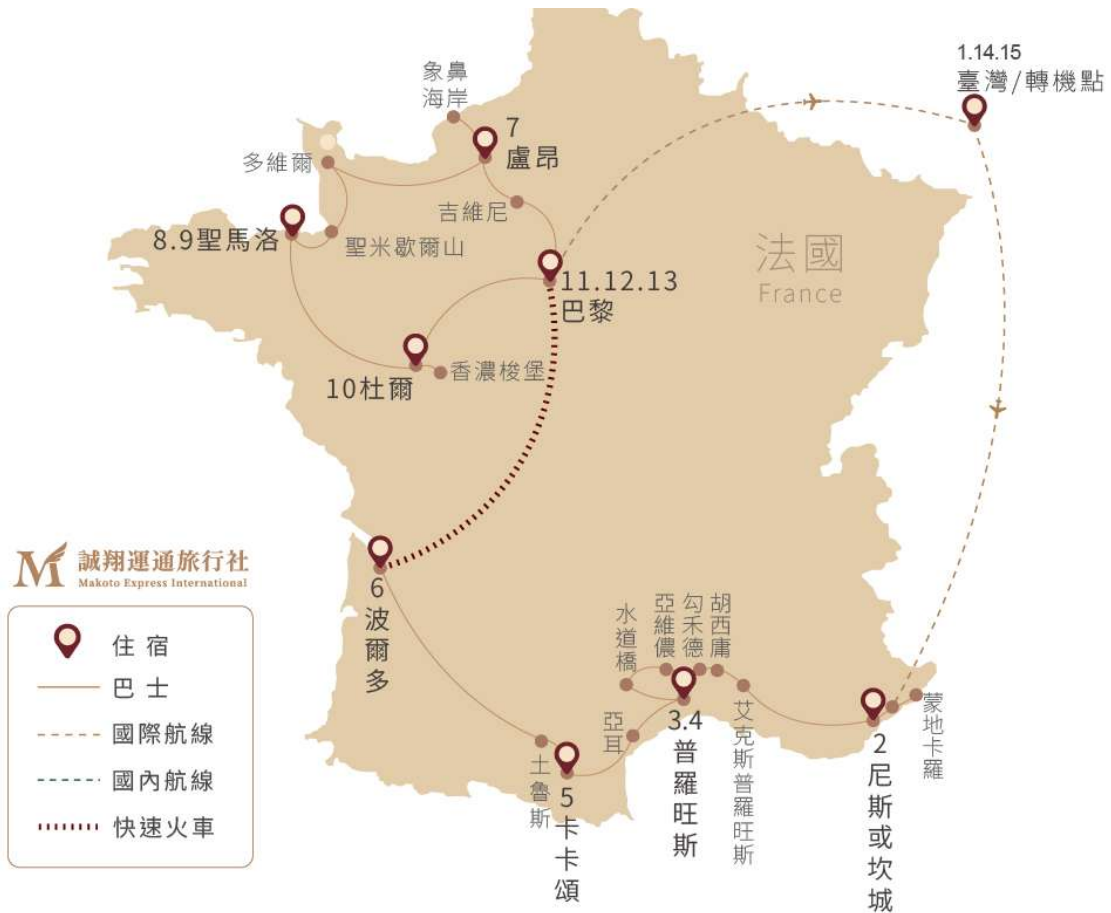 1.14.15
臺灣/轉機點
象鼻
海岸
7
盧昂
多維爾
吉維尼
8.9聖馬洛
聖米歇爾山
法國
France
11.12.13
巴黎
10杜爾
香濃梭堡
誠翔運通旅行社
Makoto Express International
住宿
巴士
國際航線
國內航線
快速火車
6
波爾多
土魯斯
5
卡卡頌
亞耳
水道橋
亞維儂
勾禾德
胡西庸
3.4
普羅旺斯
艾克斯普羅旺斯
2
尼斯或坎城
蒙地卡羅